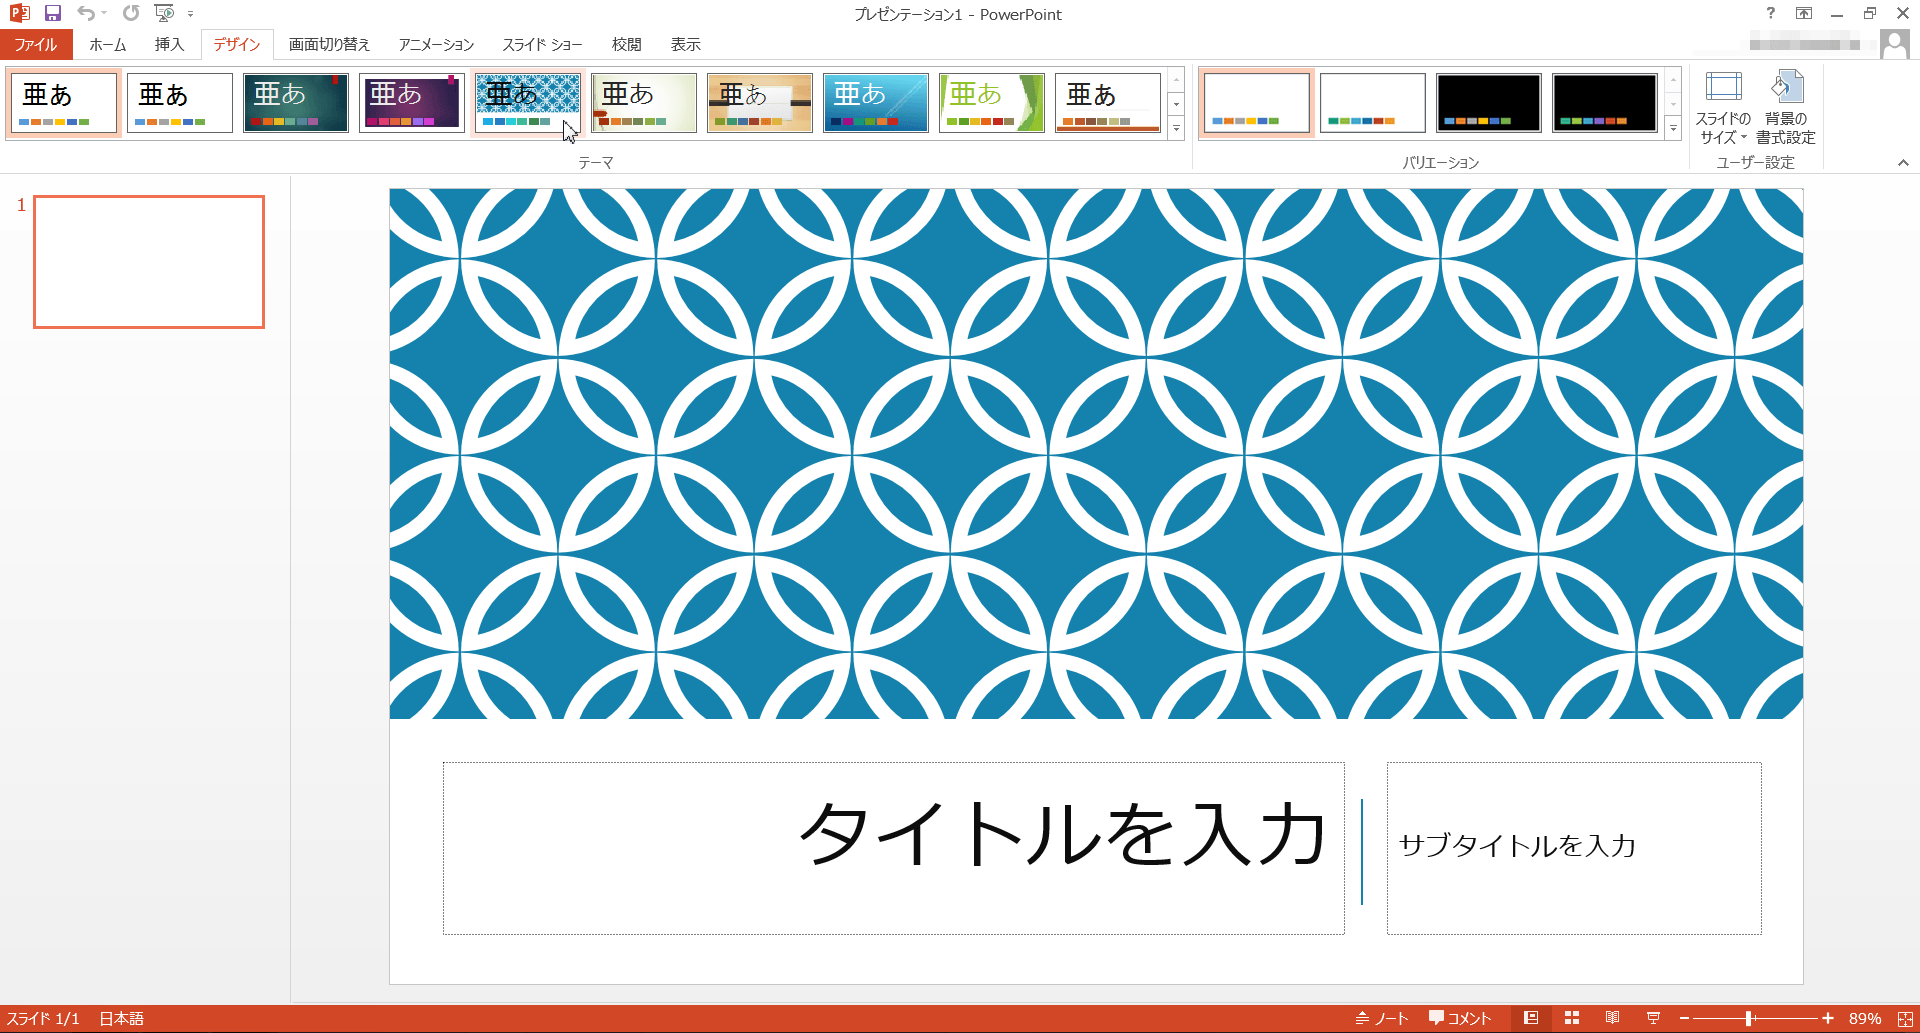 プレゼンテーション1 - PowerPoint
?
ファイル ホーム 挿入 デザイン 画面切り替え アニメーション スライド ショー 校閲 表示
亜あ 亜あ 亜あ 亜あ 亜あ 亜あ 亜あ 亜あ 亜あ 亜あ
スライドの
サイズ
背景の
書式設定
テーマ バリエーション ユーザー設定
1
タイトルを入力
サブタイトルを入力
スライド 1/1 日本語 ノート コメント 89%